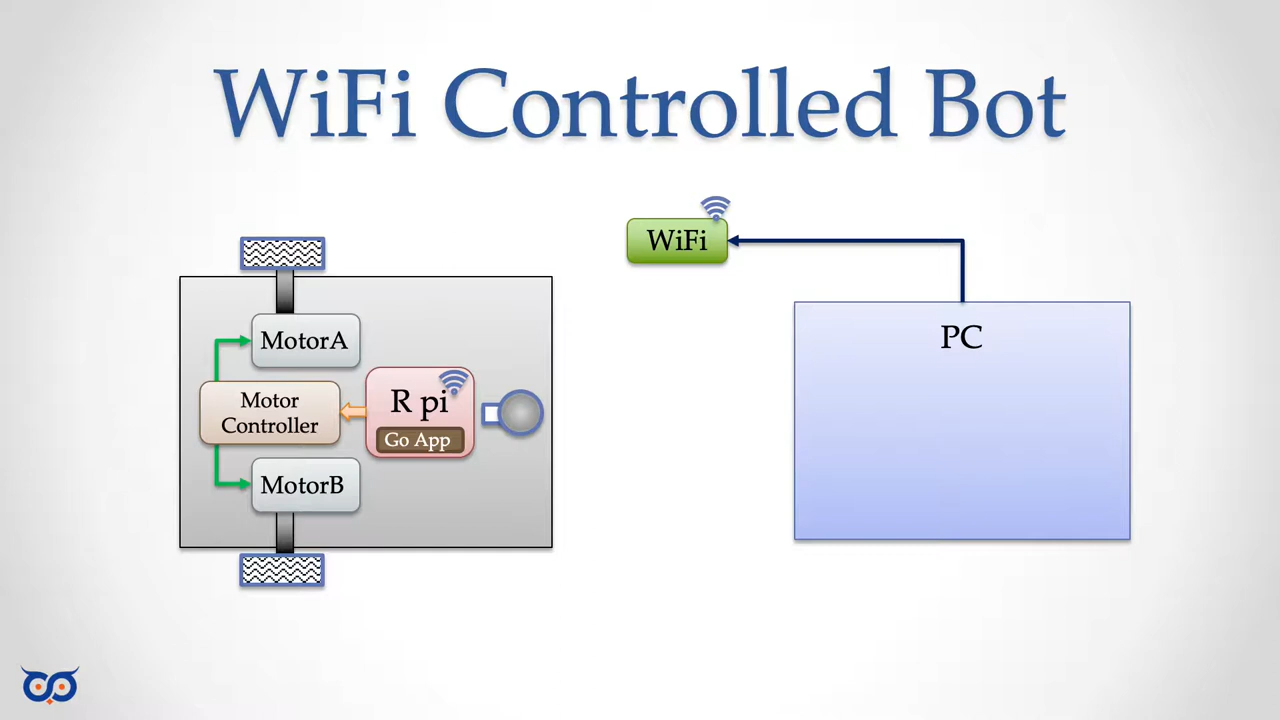 WiFi Controlled Bot
WiFi
PC
MotorA
Motor
Controller
R pi
Go App
MotorB